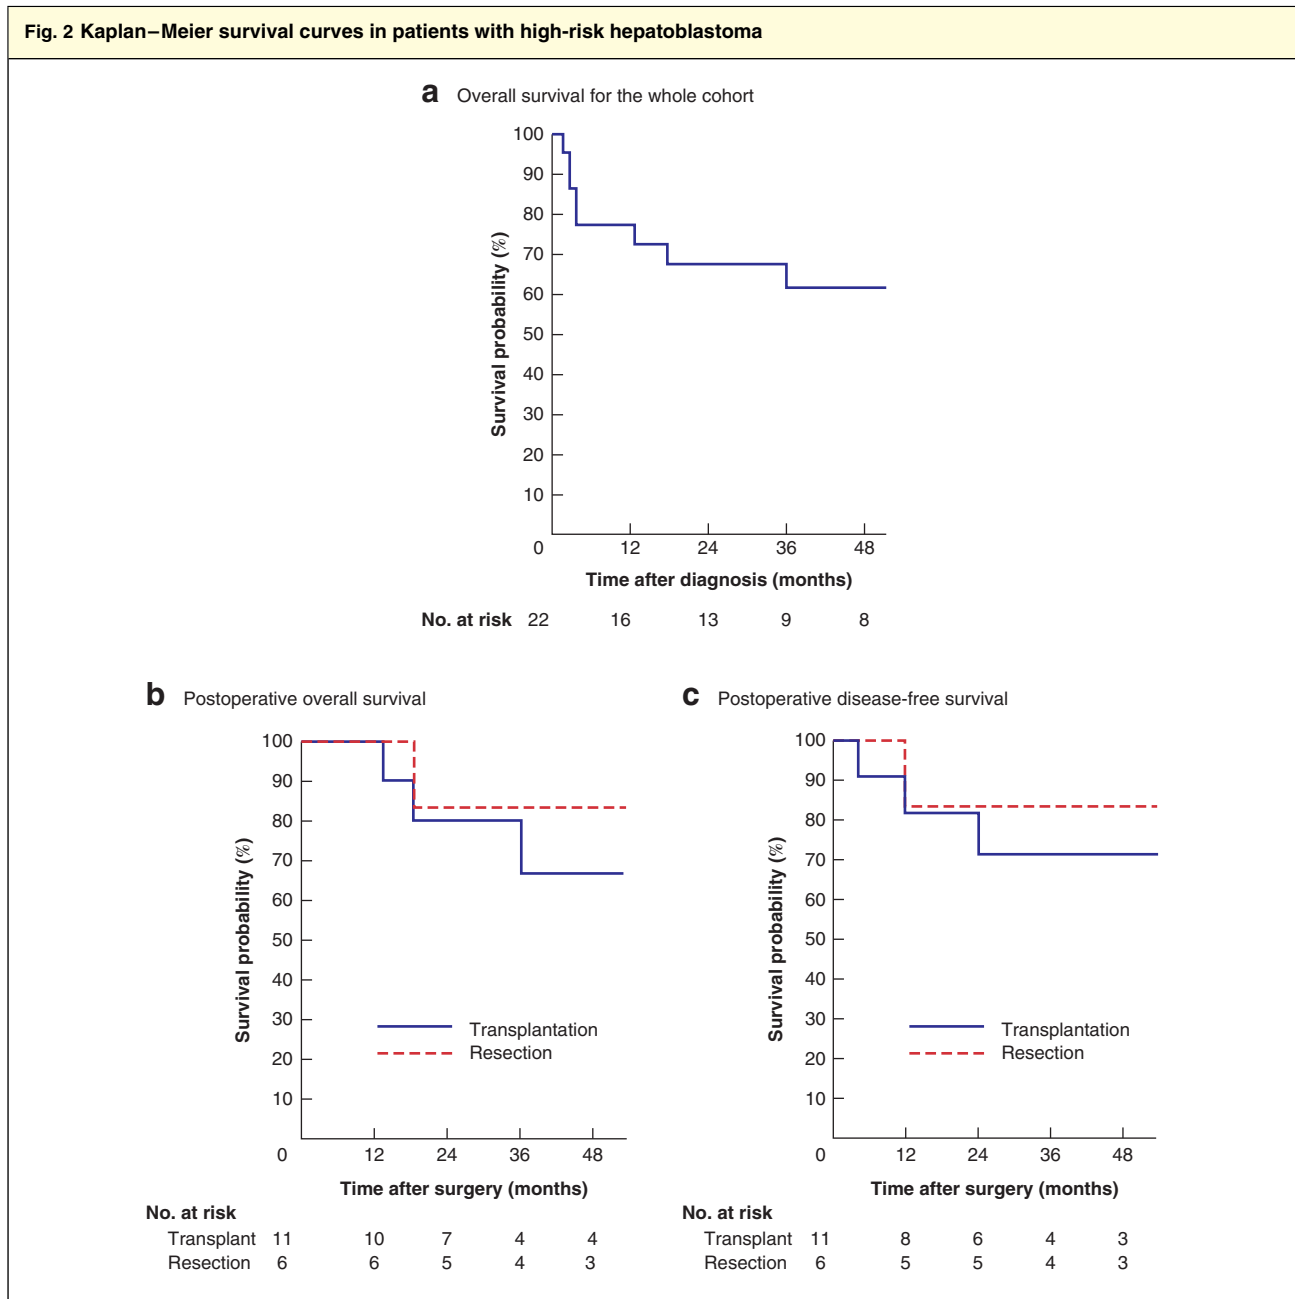 Fig. 2 Kaplan–Meier survival curves in patients with high-risk hepatoblastoma
a Overall survival for the whole cohort
100
90
80
70
60
50
40
30
20
10
Survival probability (%)
0 12 24 36 48
Time after diagnosis (months)
No. at risk 22 16 13 9 8
b Postoperative overall survival
100
90
80
70
60
50
40
30
20
10
Survival probability (%)
Transplantation
Resection
0 12 24 36 48
Time after surgery (months)
No. at risk
Transplant 11 10 7 4 4
Resection 6 6 5 4 3
c Postoperative disease-free survival
100
90
80
70
60
50
40
30
20
10
Survival probability (%)
Transplantation
Resection
0 12 24 36 48
Time after surgery (months)
No. at risk
Transplant 11 8 6 4 3
Resection 6 5 5 4 3